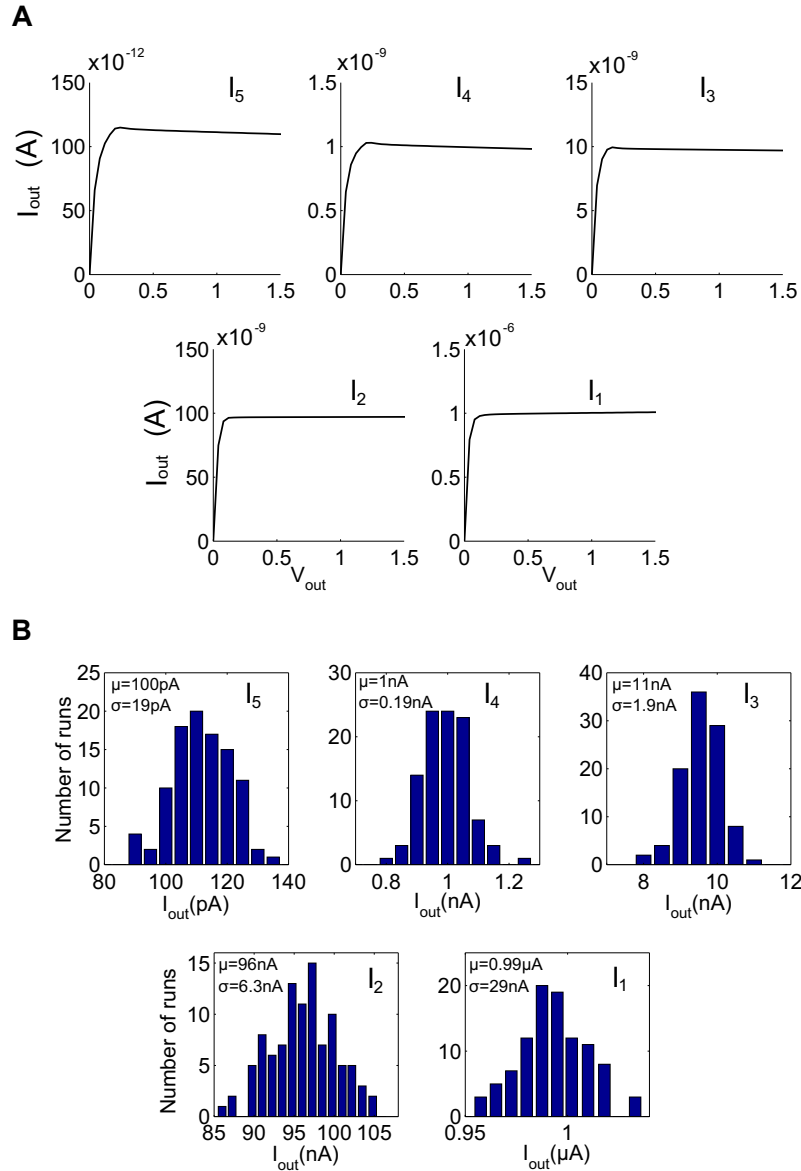 A
x10-12
150
100
50
0
0 0.5 1 1.5
I5
Iout (A)
x10-9
1.5
1
0.5
0
0 0.5 1 1.5
I4
x10-9
15
10
5
0
0 0.5 1 1.5
I3
x10-9
150
100
50
0
0 0.5 1 1.5
I2
Iout (A)
Vout
x10-6
1.5
1
0.5
0
0 0.5 1 1.5
I1
B
25
20
15
10
5
0
80 100 120 140
μ=100pA
σ=19pA
I5
Number of runs
Iout(pA)
30
20
10
0
0.8 1 1.2
μ=1nA
σ=0.19nA
I4
Iout(nA)
40
30
20
10
0
8 10 12
μ=11nA
σ=1.9nA
I3
Iout(nA)
15
10
5
0
85 90 95 100 105
μ=96nA
σ=6.3nA
I2
Number of runs
Iout(nA)
20
10
0
0.95 1
μ=0.99μA
σ=29nA
I1
Iout(μA)